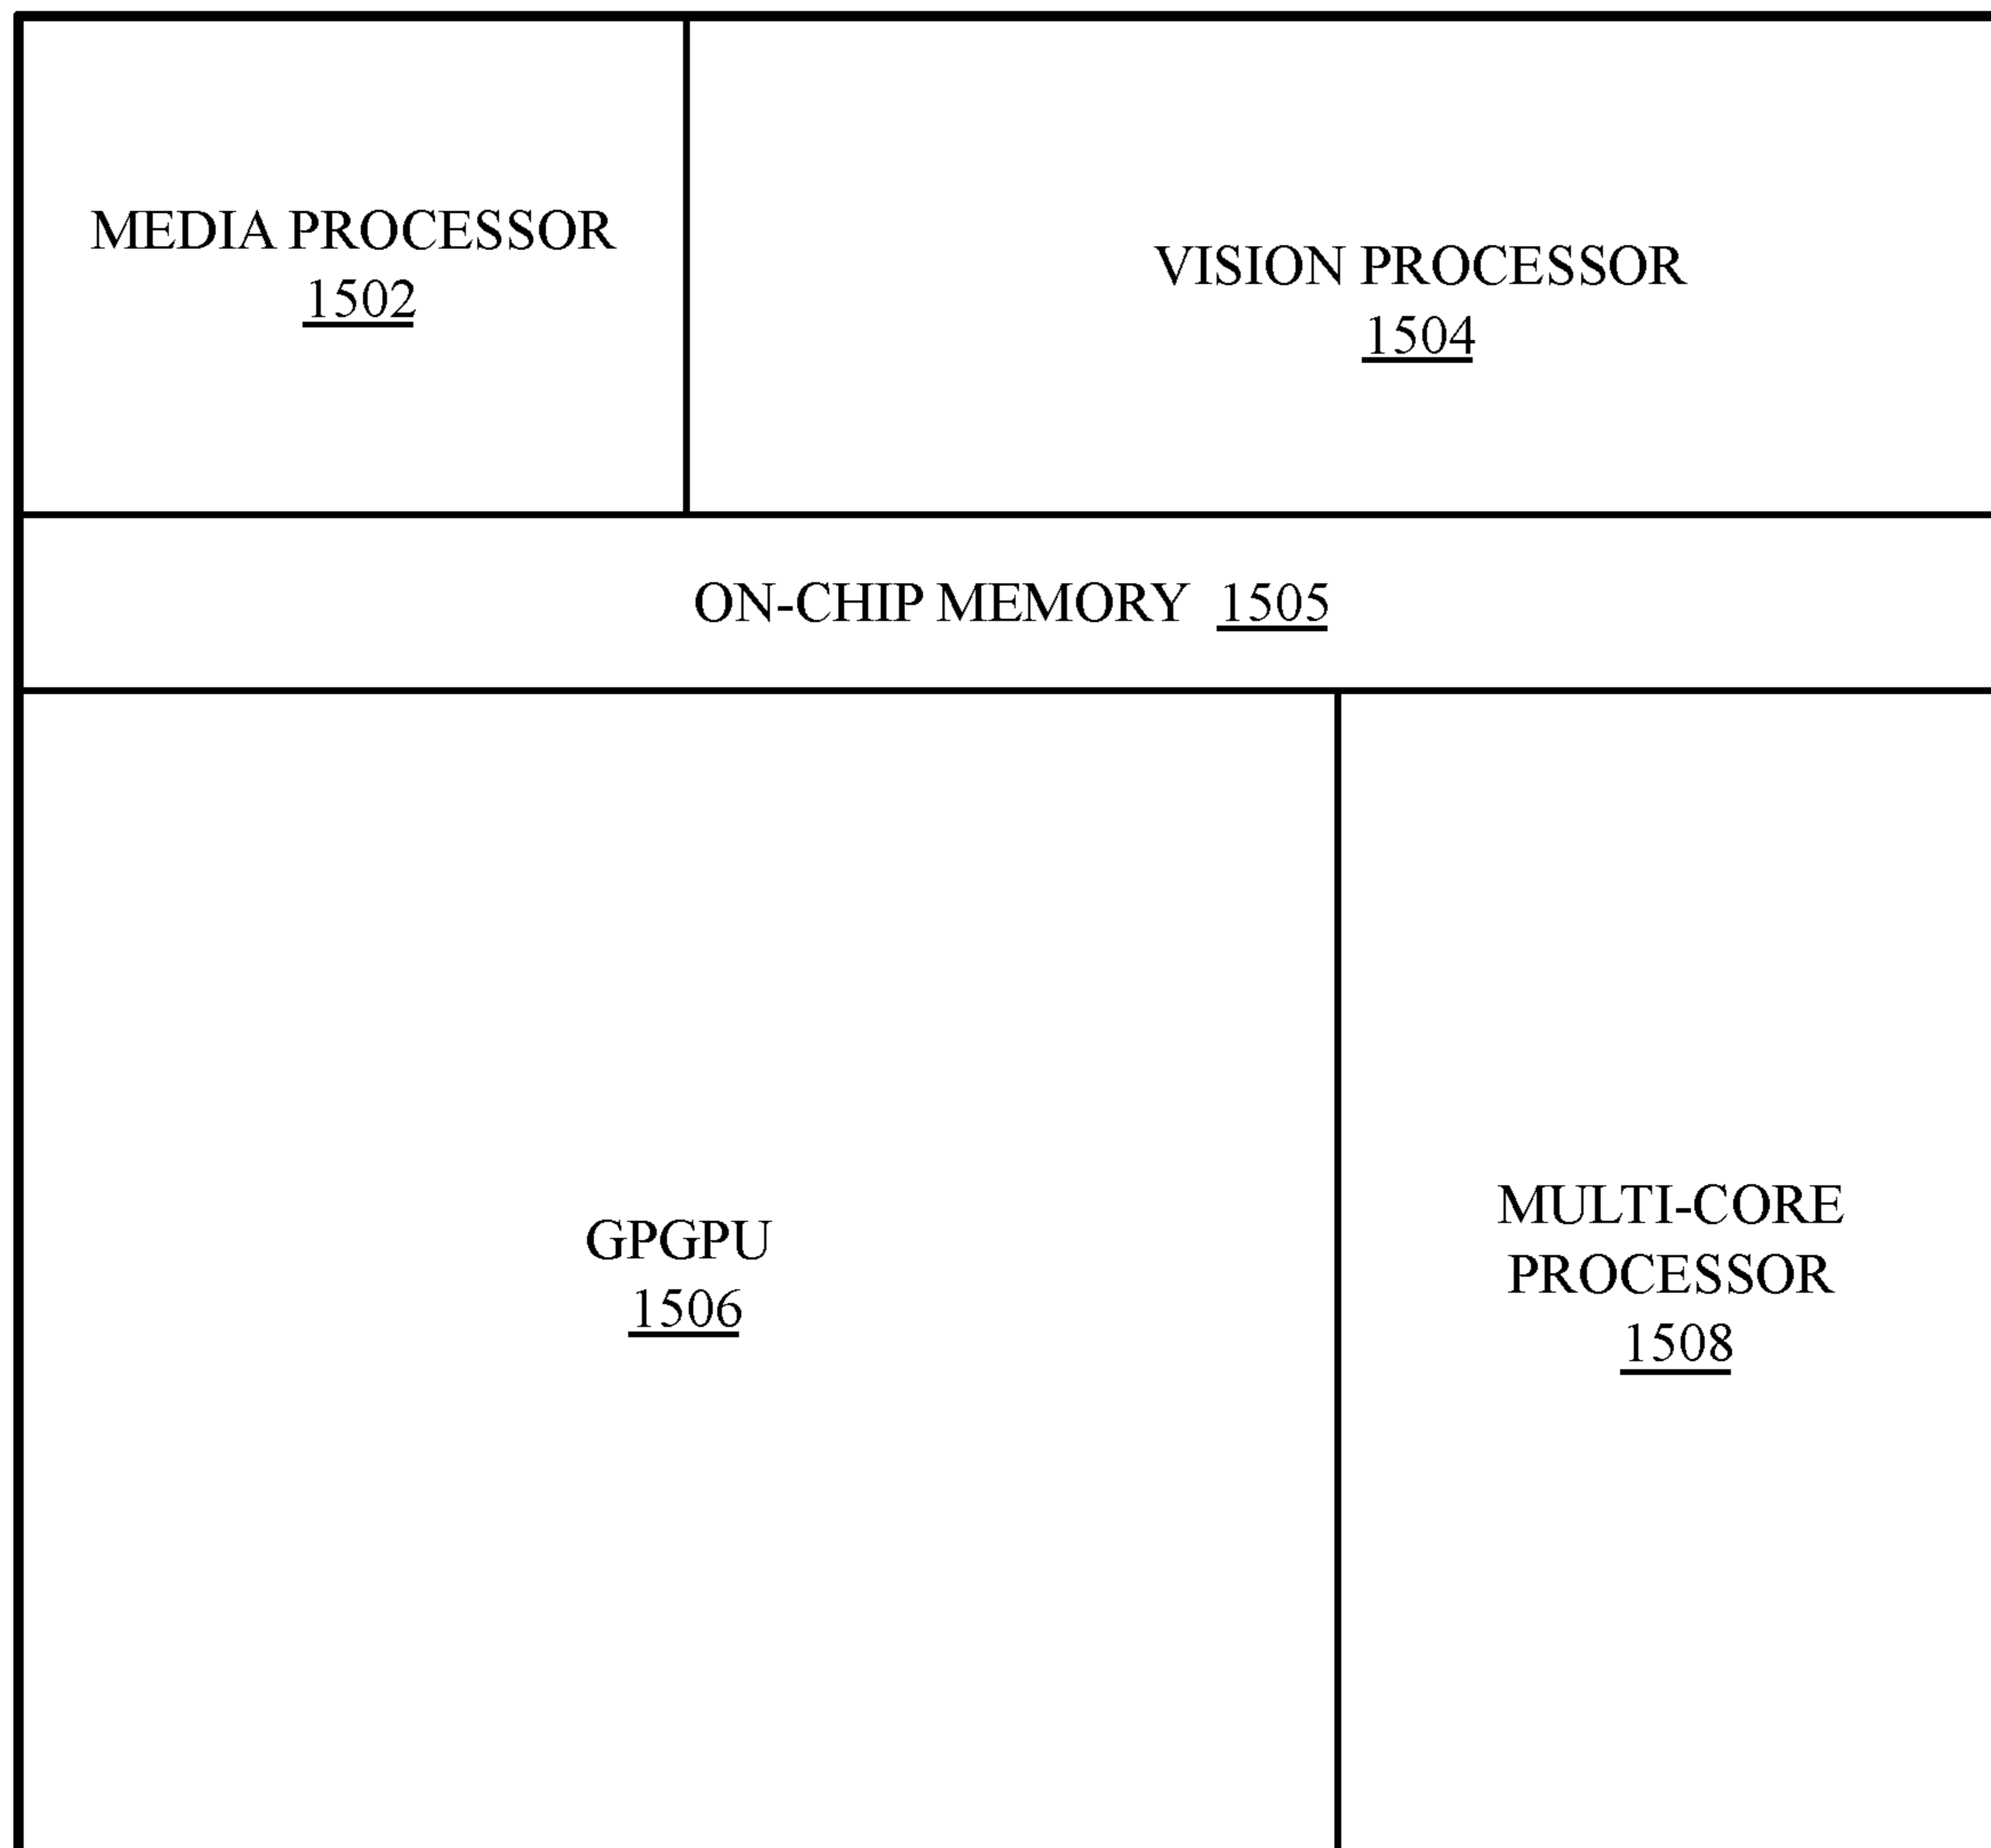 MEDIA PROCESSOR
1502
VISION PROCESSOR
1504
ON-CHIP MEMORY 1505
GPGPU
1506
MULTI-CORE
PROCESSOR
1508